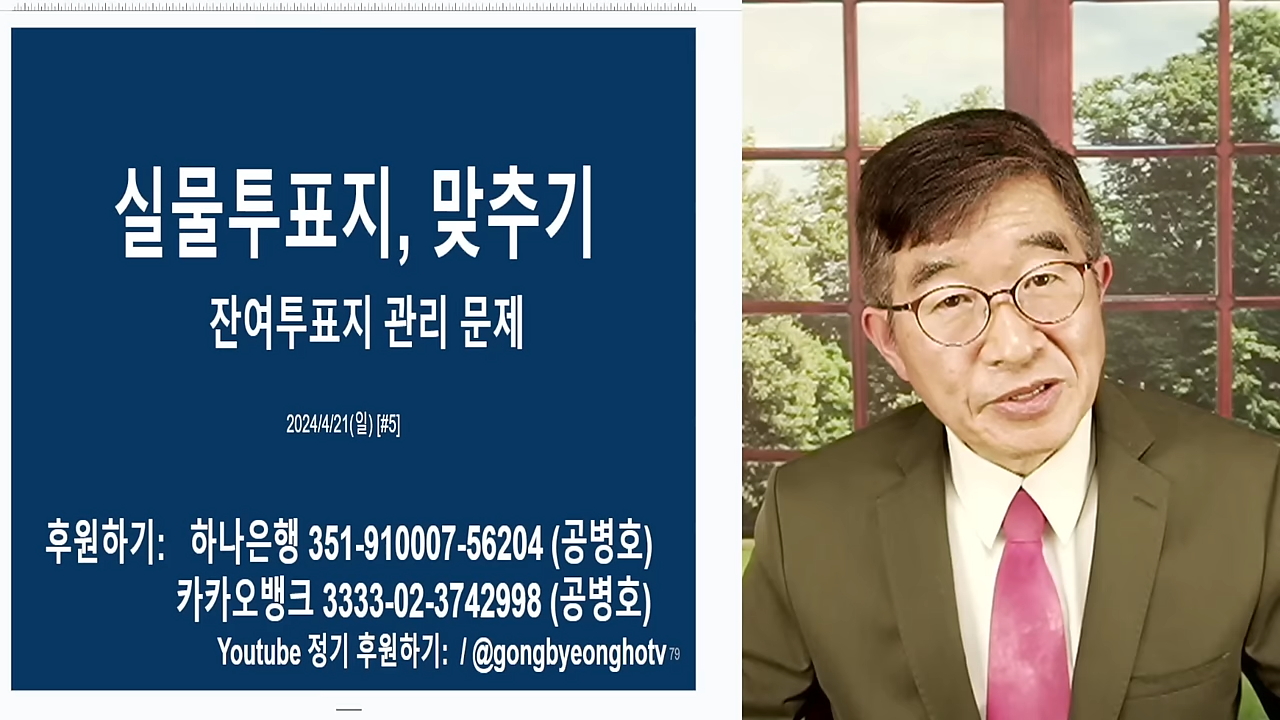 실물투표지, 맞추기
잔여투표지 관리 문제
2024/4/21(일) [#5]
후원하기: 하나은행 351-910007-56204 (공병호)
카카오뱅크 3333-02-3742998 (공병호)
Youtube 정기 후원하기: / @gongbyeonghotv
79